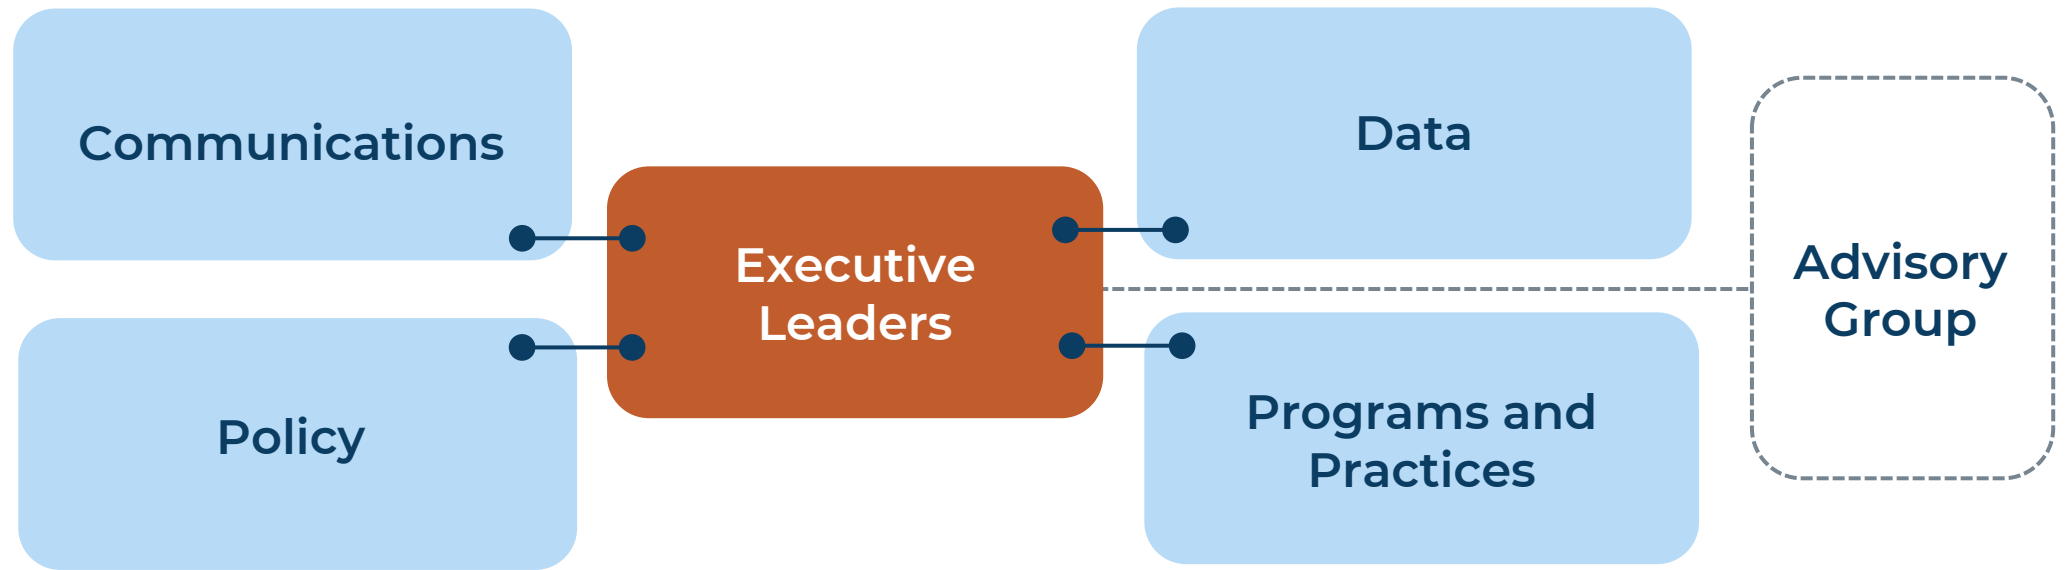 Communications
Policy
Executive
Leaders
Data
Programs and
Practices
Advisory
Group